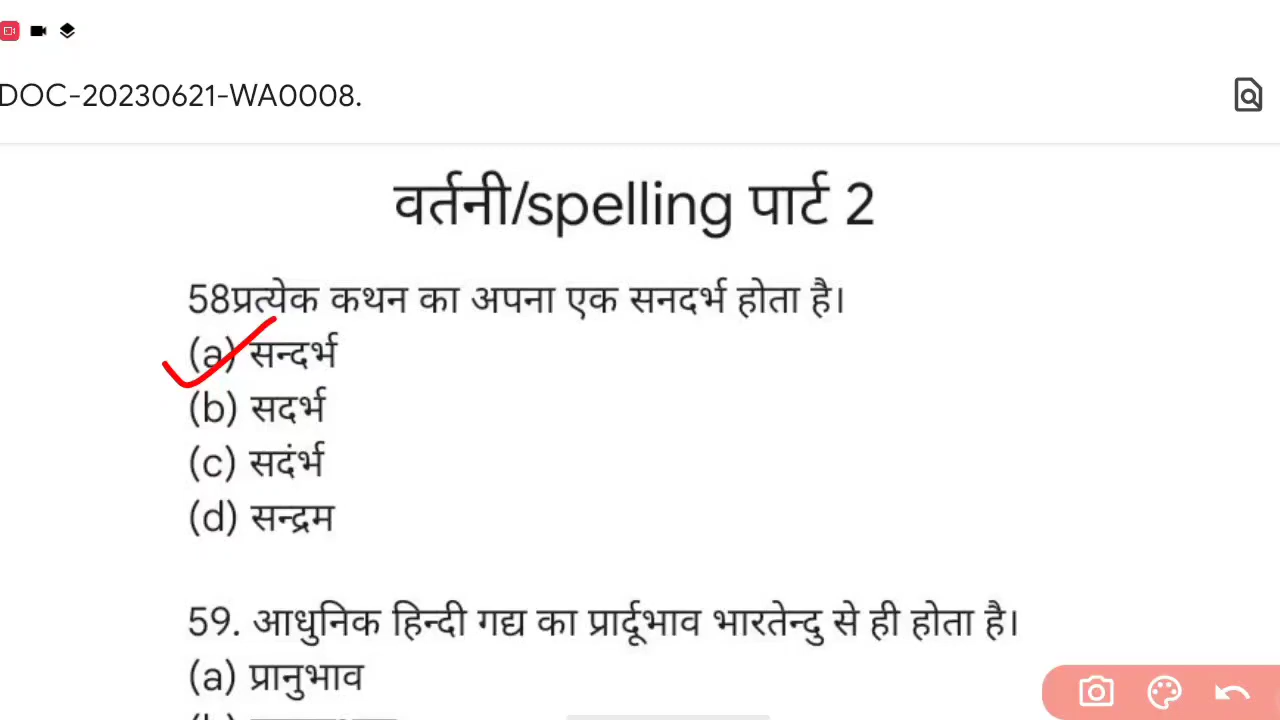 DOC-20230621-WA0008.
वर्तनी/spelling पार्ट 2
58प्रत्येक कथन का अपना एक सनदर्भ होता है।
(a) सन्दर्भ
(b) सदर्भ
(c) सदंर्भ
(d) सन्द्रम
59. आधुनिक हिन्दी गद्य का प्रार्दूभाव भारतेन्दु से ही होता है।
(a) प्रानुभाव